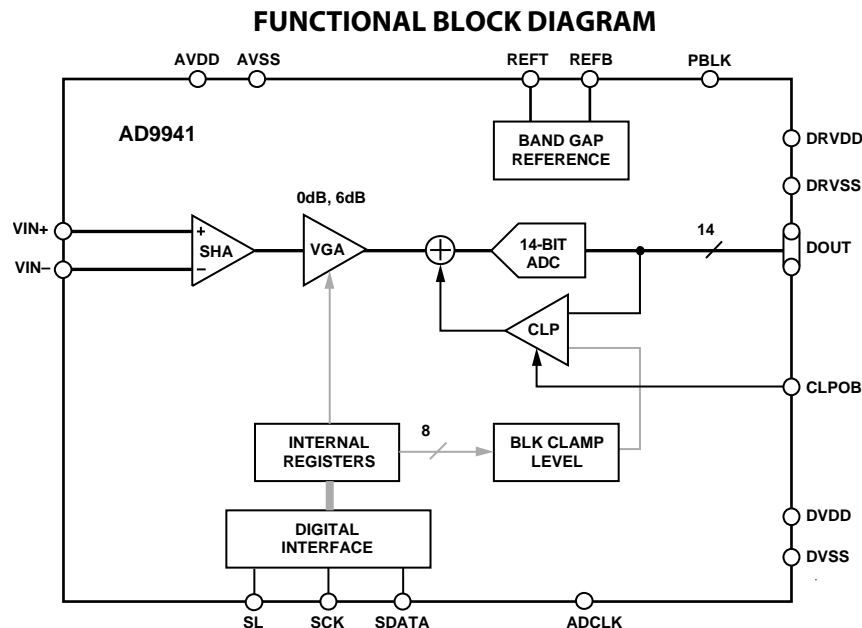 FUNCTIONAL BLOCK DIAGRAM
AVDD AVSS REFT REFB PBLK
AD9941
BAND GAP
REFERENCE
DRVDD
DRVSS
0dB, 6dB
VIN+
VIN–
+
SHA
–
VGA
14-BIT
ADC
14
DOUT
CLP
CLPOB
INTERNAL
REGISTERS
8
BLK CLAMP
LEVEL
DIGITAL
INTERFACE
DVDD
DVSS
SL SCK SDATA ADCLK